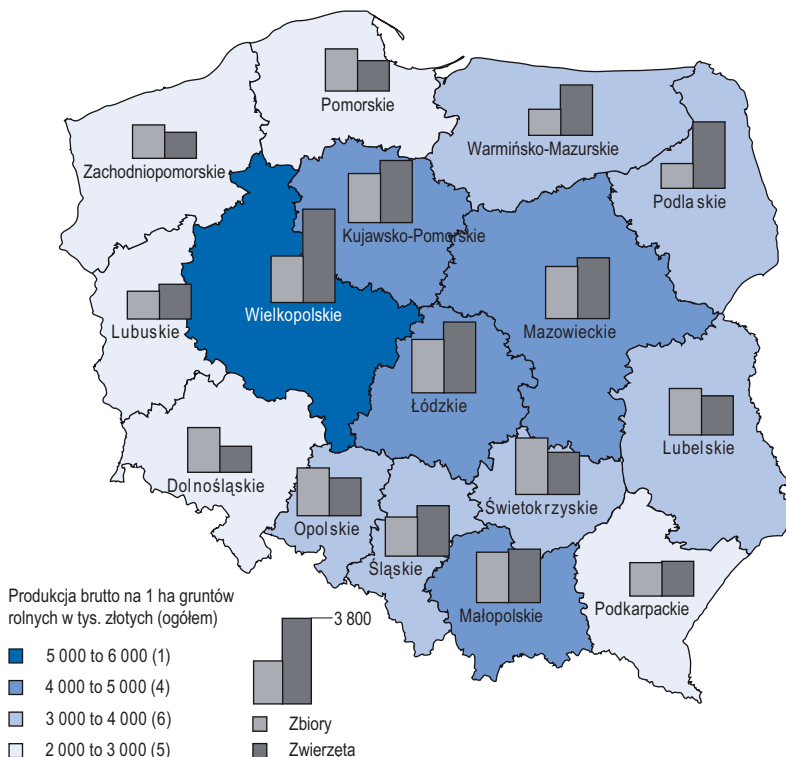 Pomorskie
Zachodniopomorskie
Warmińsko-Mazurskie
Podlaskie
Kujawsko-Pomorskie
Wielkopolskie
Lubuskie
Mazowieckie
Łódzkie
Lubelskie
Dolnośląskie
Opolskie
Śląskie
Świetokrzyskie
Małopolskie
Podkarpackie
Produkcja brutto na 1 ha gruntów
rolnych w tys. złotych (ogółem)
5 000 to 6 000 (1)
4 000 to 5 000 (4)
3 000 to 4 000 (6)
2 000 to 3 000 (5)
3 800
Zbiory
Zwierzęta